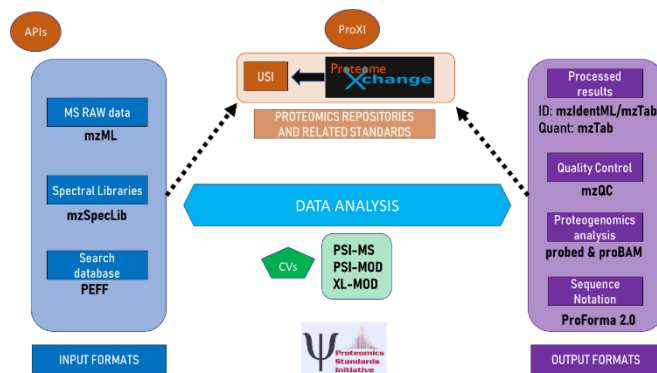 APIs
ProXI
MS RAW data
mzML
Spectral Libraries
mzSpecLib
Search
database
PEFF
INPUT FORMATS
USI
Proteome
Xchange
PROTEOMICS REPOSITORIES
AND RELATED STANDARDS
DATA ANALYSIS
CVs
PSI-MS
PSI-MOD
XL-MOD
Ψ Proteomics
Standards
Initiative
Processed
results
ID: mzIdentML/mzTab
Quant: mzTab
Quality Control
mzQC
Proteogenomics
analysis
probed & proBAM
Sequence
Notation
ProForma 2.0
OUTPUT FORMATS